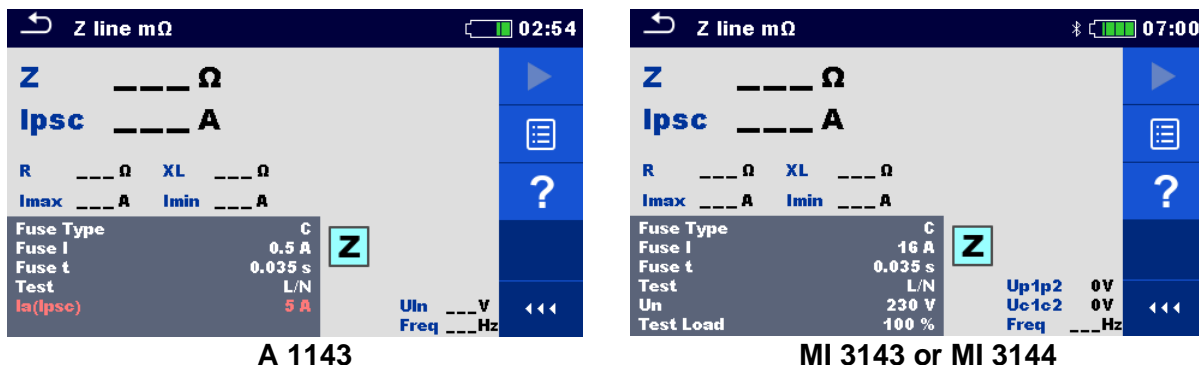 Z line mΩ 02:54
Z ___ Ω
Ipsc ___ A
R ___ Ω XL ___ Ω
Imax ___ A Imin ___ A
Fuse Type C
Fuse I 0.5 A
Fuse t 0.035 s
Test L/N
Ia(Ipsc) 5 A
Z
Uln ___V
Freq ___Hz
?
A 1143
Z line mΩ 07:00
Z ___ Ω
Ipsc ___ A
R ___ Ω XL ___ Ω
Imax ___ A Imin ___ A
Fuse Type C
Fuse I 16 A
Fuse t 0.035 s
Test L/N
Un 230 V
Test Load 100 %
Z
Up1p2 0V
Uc1c2 0V
Freq ___Hz
?
MI 3143 or MI 3144